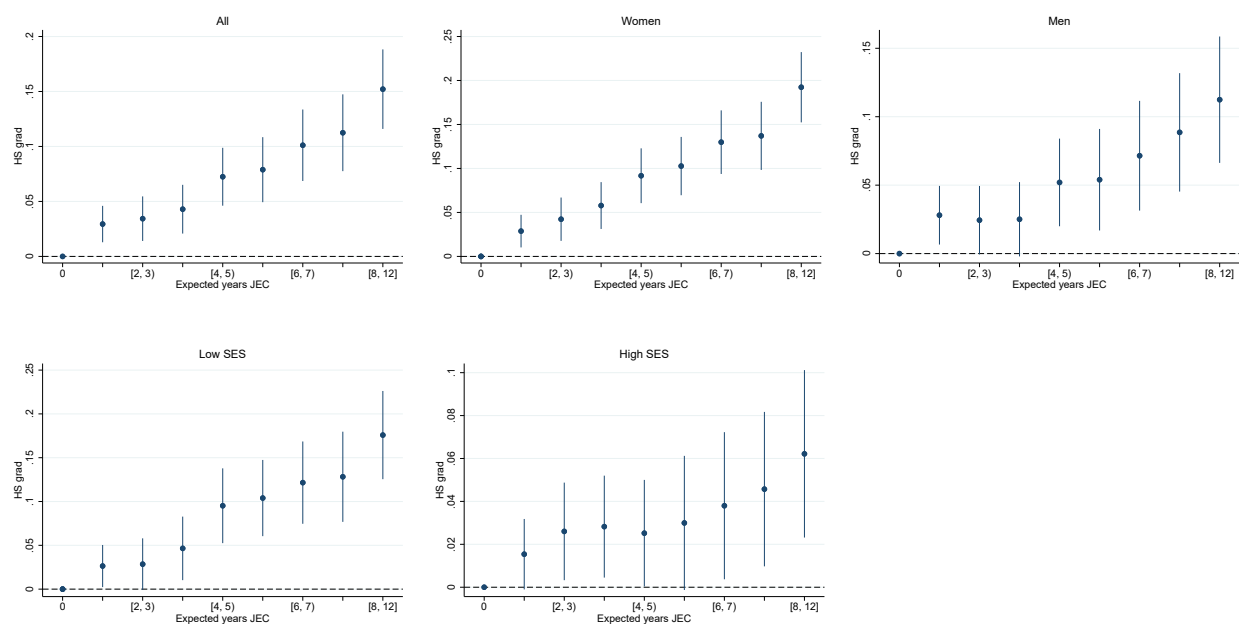 All
HS grad
.2
.15
.1
.05
0
0 [2, 3) [4, 5) [6, 7) [8, 12]
Expected years JEC
Women
HS grad
.25
.2
.15
.1
.05
0
0 [2, 3) [4, 5) [6, 7) [8, 12]
Expected years JEC
Men
HS grad
.15
.1
.05
0
0 [2, 3) [4, 5) [6, 7) [8, 12]
Expected years JEC
Low SES
HS grad
.25
.2
.15
.1
.05
0
0 [2, 3) [4, 5) [6, 7) [8, 12]
Expected years JEC
High SES
HS grad
.1
.08
.06
.04
.02
0
0 [2, 3) [4, 5) [6, 7) [8, 12]
Expected years JEC